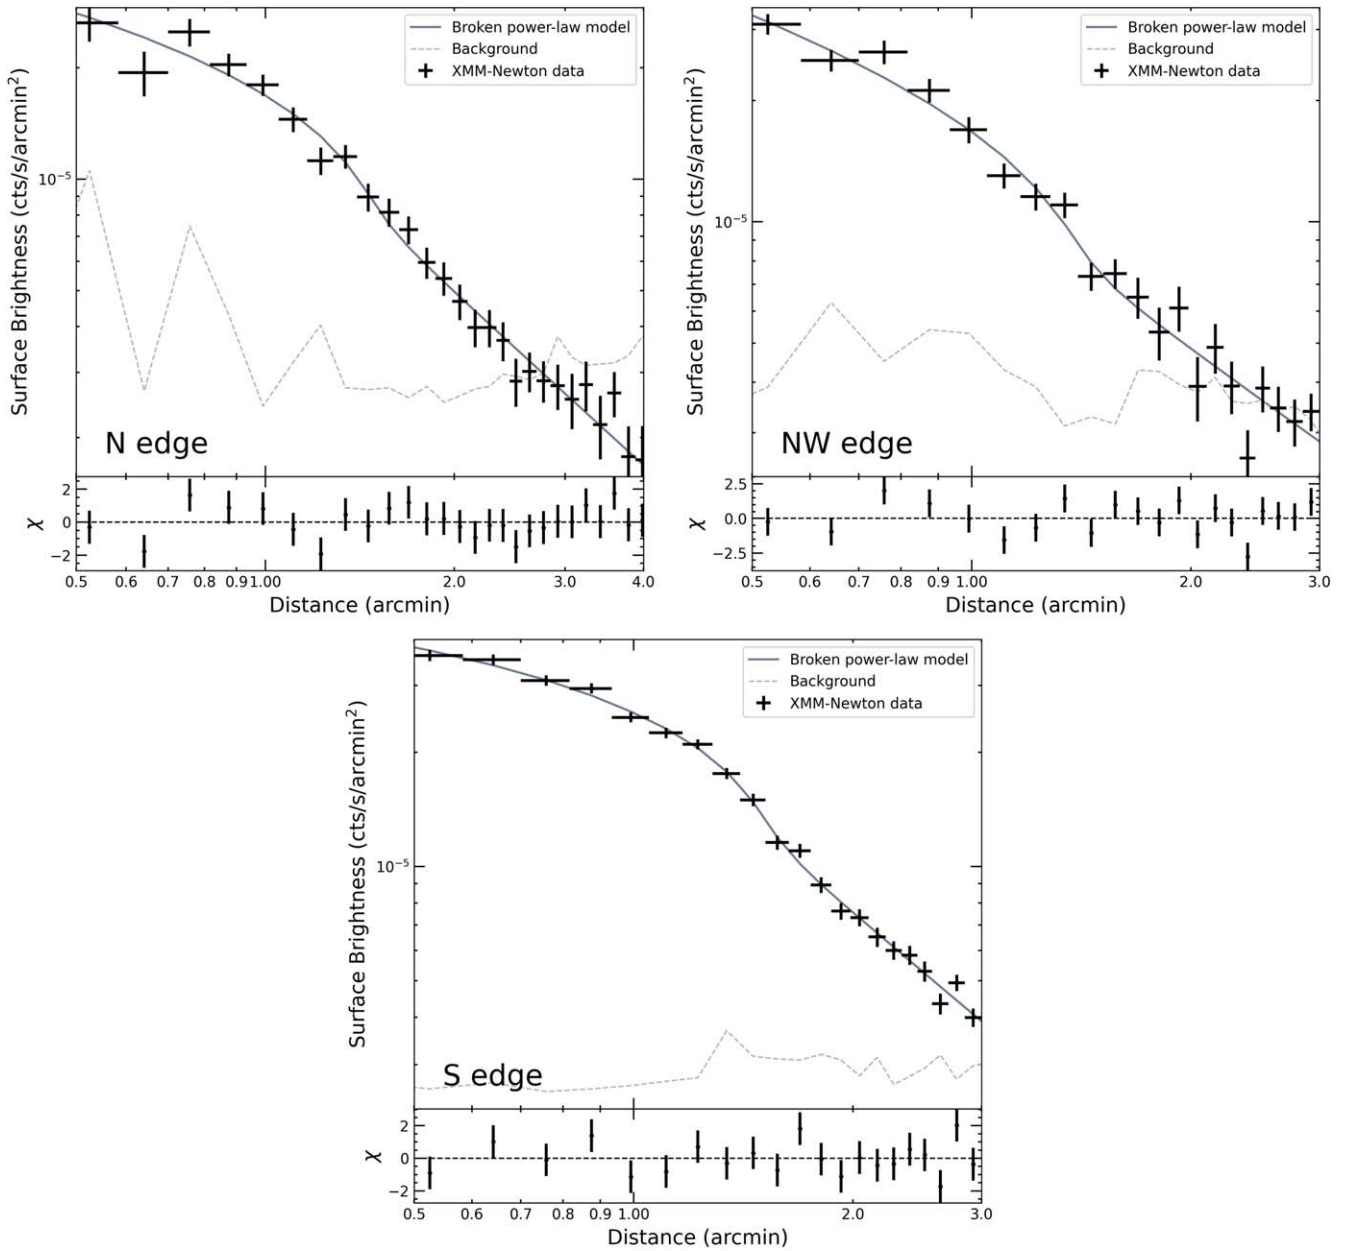 Surface Brightness (cts/s/arcmin²)
10⁻⁵
Broken power-law model
Background
XMM-Newton data
N edge
χ
2
0
−2
0.5 0.6 0.7 0.8 0.9 1.00 2.0 3.0 4.0
Distance (arcmin)
Surface Brightness (cts/s/arcmin²)
10⁻⁵
Broken power-law model
Background
XMM-Newton data
NW edge
χ
2.5
0.0
−2.5
0.5 0.6 0.7 0.8 0.9 1.00 2.0 3.0
Distance (arcmin)
Surface Brightness (cts/s/arcmin²)
10⁻⁵
Broken power-law model
Background
XMM-Newton data
S edge
χ
2
0
−2
0.5 0.6 0.7 0.8 0.9 1.00 2.0 3.0
Distance (arcmin)